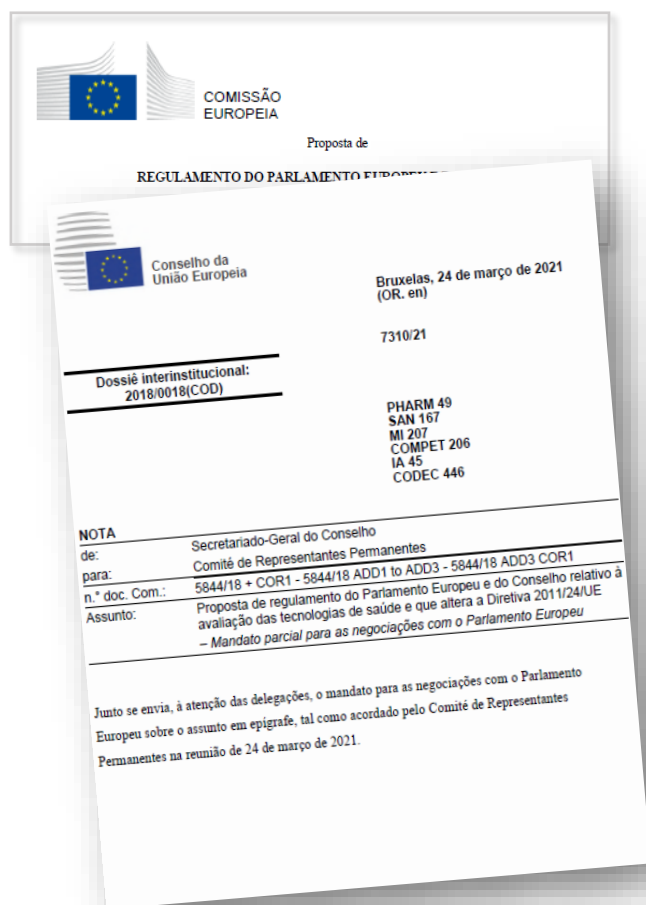 COMISSÃO
EUROPEIA
Proposta de
REGULAMENTO DO PARLAMENTO EUROPEU
Conselho da
União Europeia
Bruxelas, 24 de março de 2021
(OR. en)
7310/21
Dossiê interinstitucional:
2018/0018(COD)
PHARM 49
SAN 167
MI 207
COMPET 206
IA 45
CODEC 446
NOTA
de: Secretariado-Geral do Conselho
para: Comité de Representantes Permanentes
n.° doc. Com.: 5844/18 + COR1 - 5844/18 ADD1 to ADD3 - 5844/18 ADD3 COR1
Assunto: Proposta de regulamento do Parlamento Europeu e do Conselho relativo à
avaliação das tecnologias de saúde e que altera a Diretiva 2011/24/UE
– Mandato parcial para as negociações com o Parlamento Europeu
Junto se envia, à atenção das delegações, o mandato para as negociações com o Parlamento
Europeu sobre o assunto em epígrafe, tal como acordado pelo Comité de Representantes
Permanentes na reunião de 24 de março de 2021.